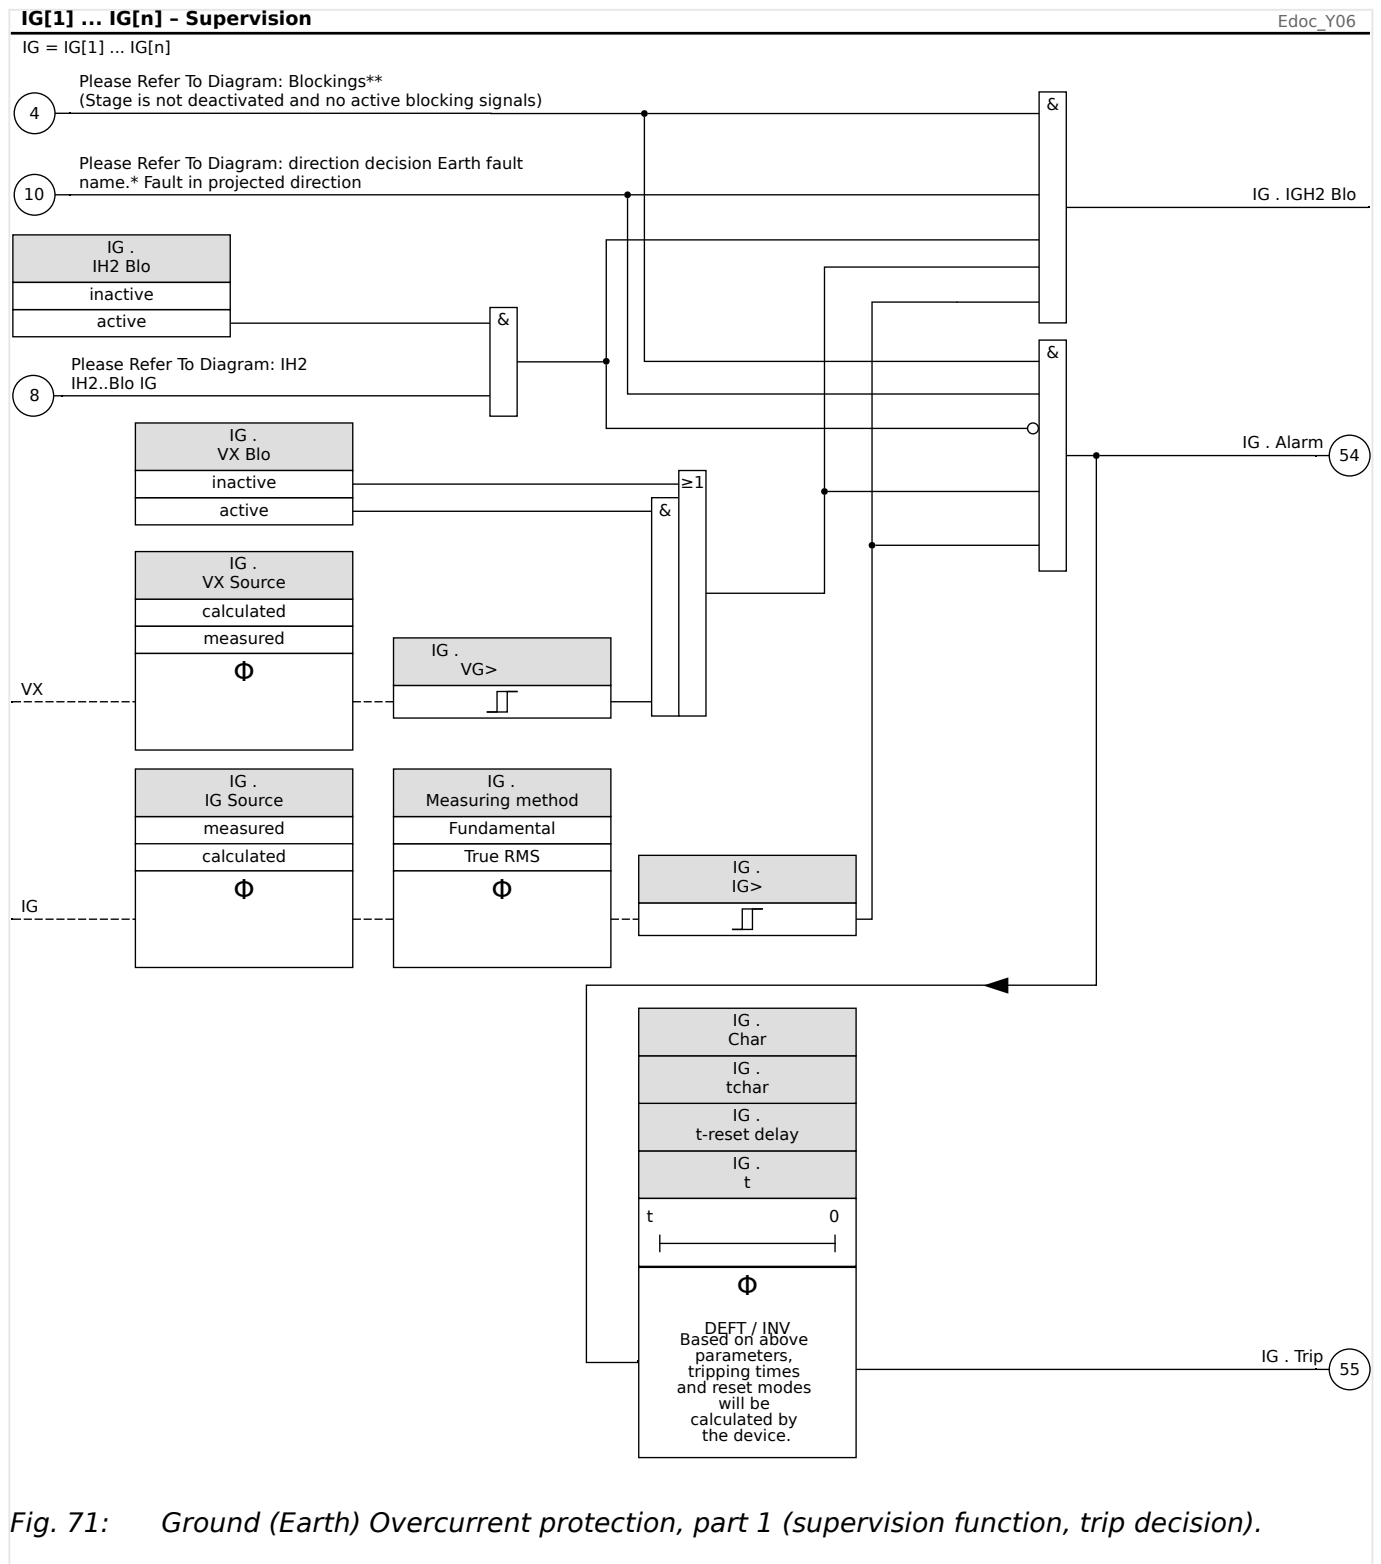 IG[1] ... IG[n] – Supervision
Edoc_Y06
IG = IG[1] ... IG[n]
Please Refer To Diagram: Blockings**
(Stage is not deactivated and no active blocking signals)
4
&
Please Refer To Diagram: direction decision Earth fault
name.* Fault in projected direction
10
IG . IGH2 Blo
IG .
IH2 Blo
inactive
active
&
&
Please Refer To Diagram: IH2
IH2..Blo IG
8
IG .
VX Blo
inactive
active
≥1
&
IG . Alarm
54
IG .
VX Source
calculated
measured
Φ
VX
IG .
VG>
IG .
IG Source
measured
calculated
Φ
IG
IG .
Measuring method
Fundamental
True RMS
Φ
IG .
IG>
IG .
Char
IG .
tchar
IG .
t-reset delay
IG .
t
t 0
Φ
DEFT / INV
Based on above
parameters,
tripping times
and reset modes
will be
calculated by
the device.
IG . Trip
55
Fig. 71: Ground (Earth) Overcurrent protection, part 1 (supervision function, trip decision).